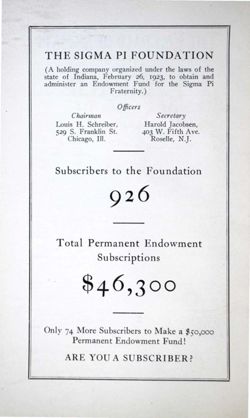 THE SIGMA PI FOUNDATION
(A holding company organized under the laws of the
state of Indiana, February 26, 1923, to obtain and
administer an Endowment Fund for the Sigma Pi
Fraternity.)
Officers
Chairman Secretary
Louis H. Schreiber, Harold Jacobsen,
529 S. Franklin St. 403 W. Fifth Ave.
Chicago, Ill. Roselle, N.J.
Subscribers to the Foundation
926
Total Permanent Endowment
Subscriptions
$46,300
Only 74 More Subscribers to Make a $50,000
Permanent Endowment Fund!
ARE YOU A SUBSCRIBER?